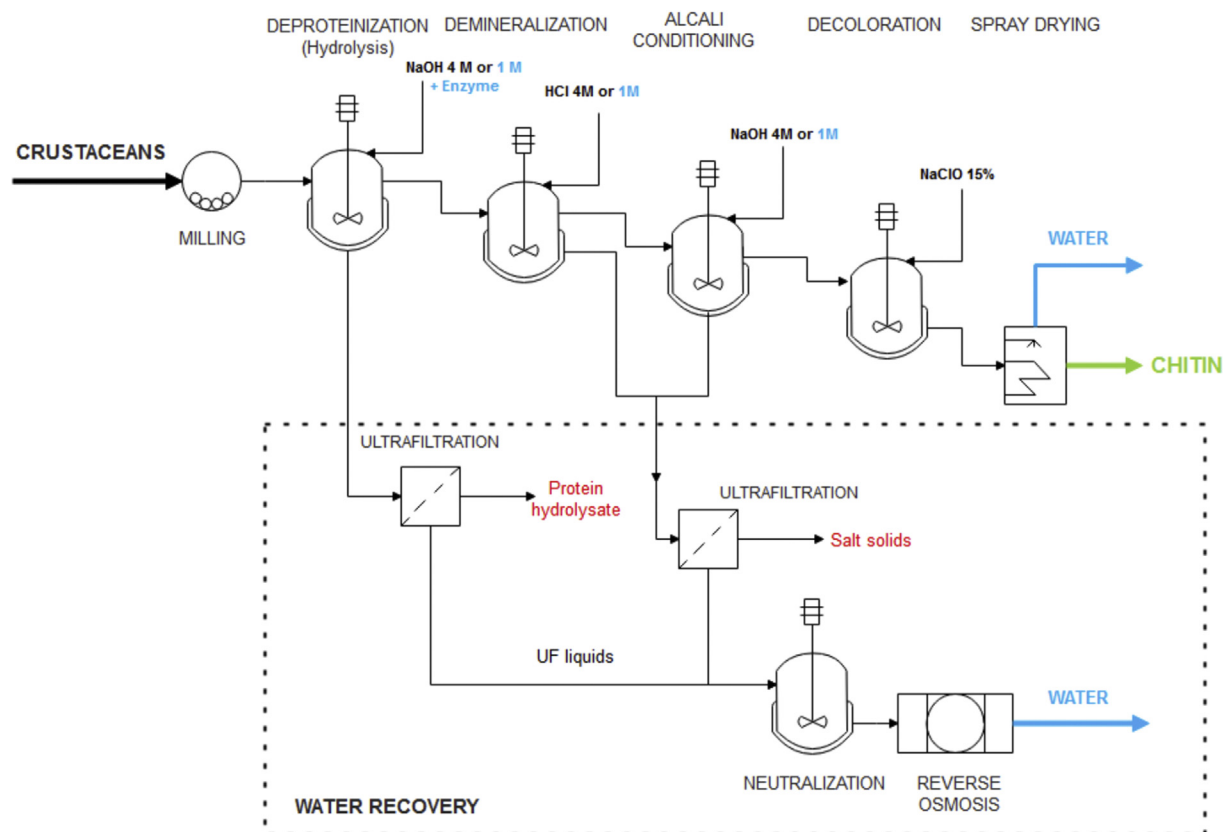 DEPROTEINIZATION
(Hydrolysis)
DEMINERALIZATION
ALCALI
CONDITIONING
DECOLORATION
SPRAY DRYING
NaOH 4 M or 1 M
+ Enzyme
HCl 4M or 1M
NaOH 4M or 1M
NaClO 15%
CRUSTACEANS
MILLING
WATER
CHITIN
ULTRAFILTRATION
Protein
hydrolysate
ULTRAFILTRATION
Salt solids
UF liquids
WATER
NEUTRALIZATION
REVERSE
OSMOSIS
WATER RECOVERY